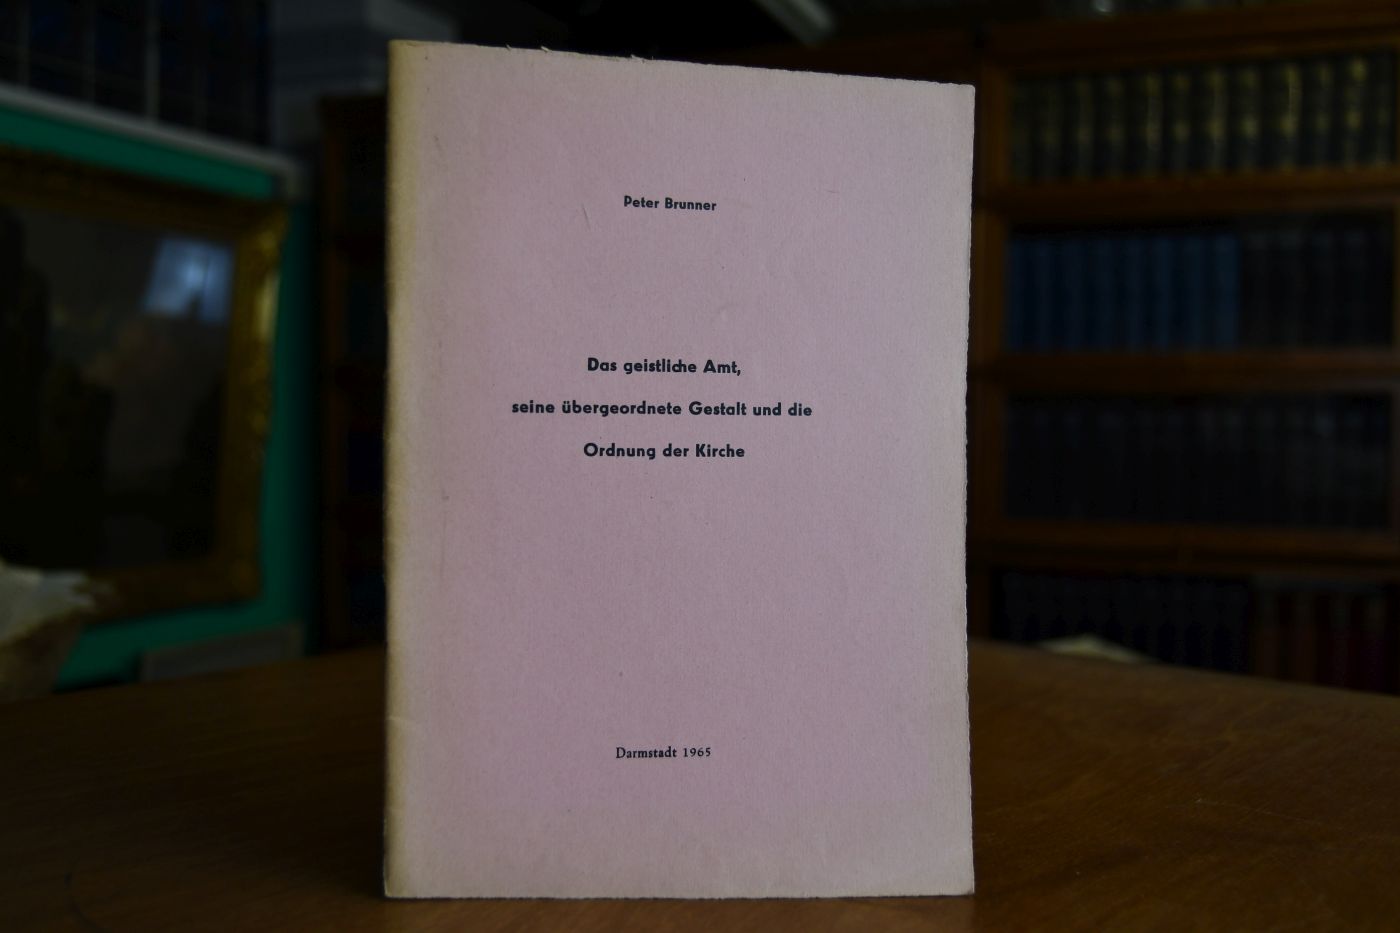 Peter Brunner
Das geistliche Amt,
seine übergeordnete Gestalt und die
Ordnung der Kirche
Darmstadt 1965